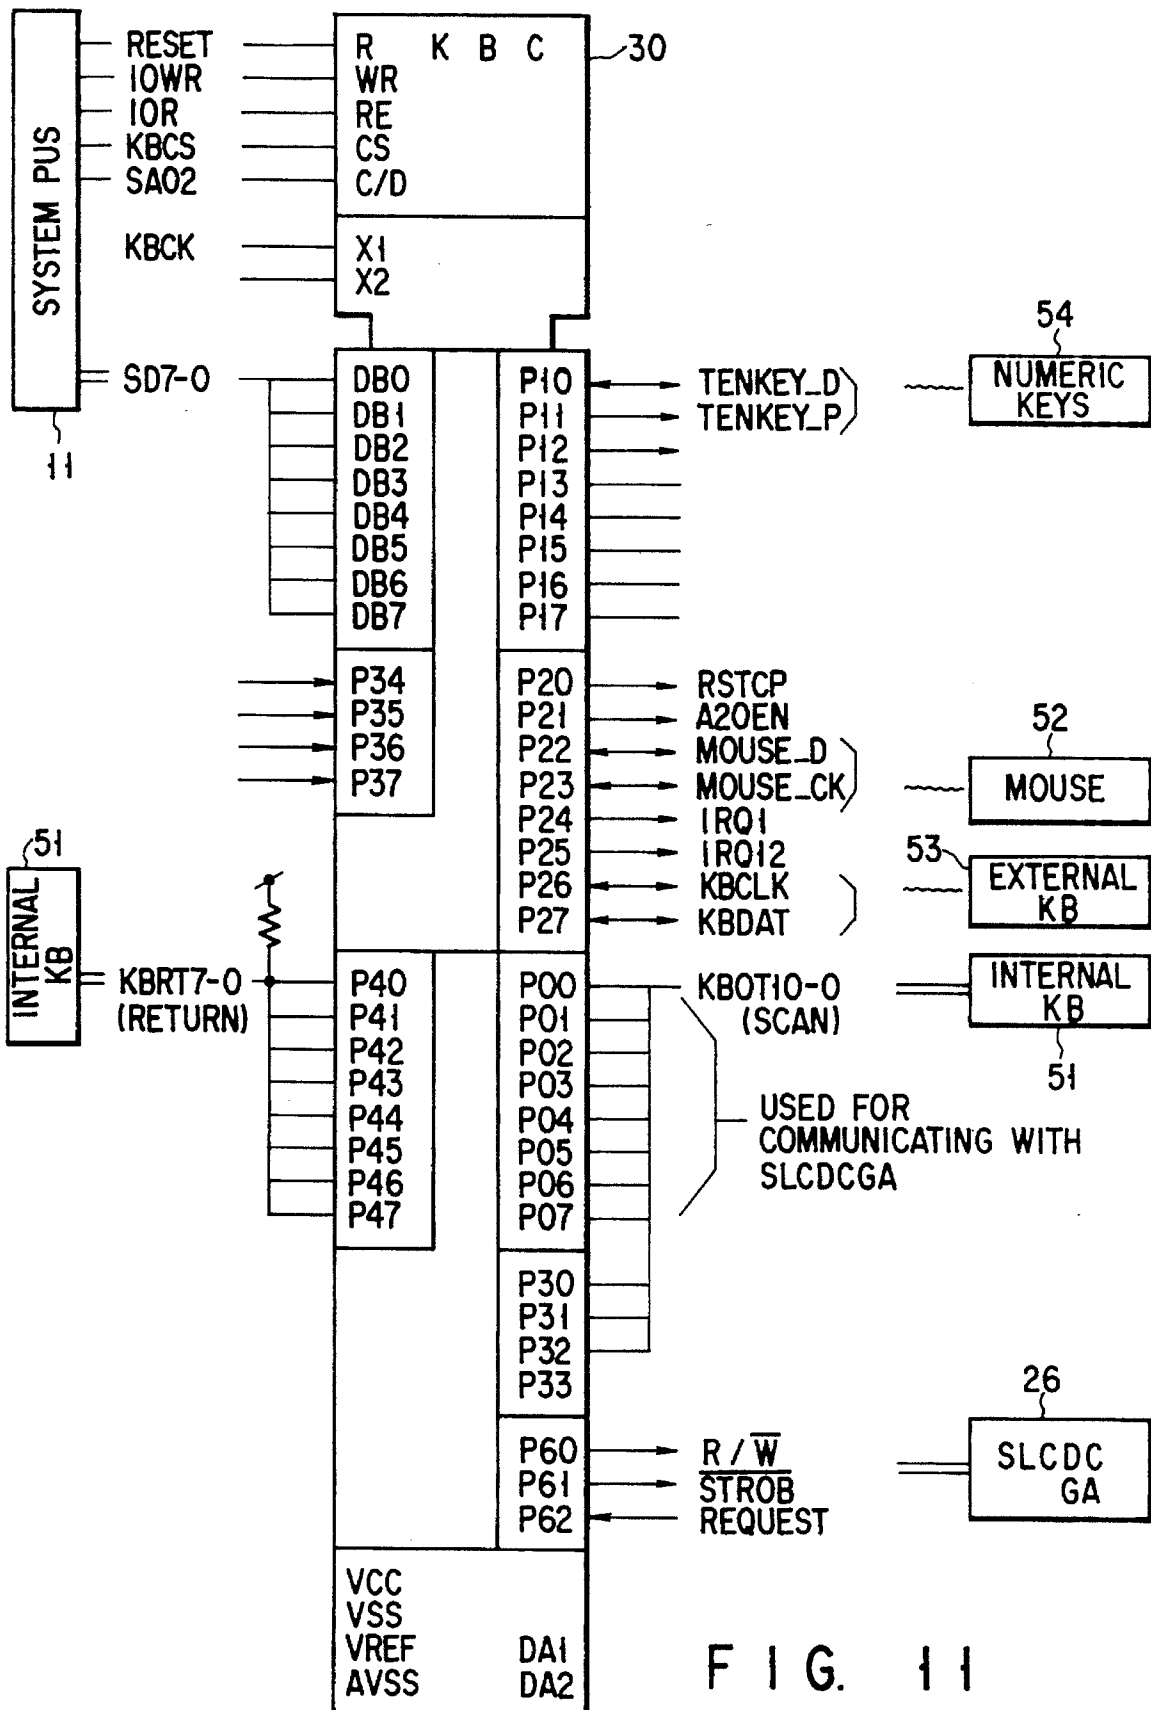 SYSTEM PUS
11
RESET
IOWR
IOR
KBCS
SA02
KBCK
SD7-0
K B C
30
R
WR
RE
CS
C/D
X1
X2
DB0
DB1
DB2
DB3
DB4
DB5
DB6
DB7
P34
P35
P36
P37
51
INTERNAL
KB
KBRT7-0
(RETURN)
P40
P41
P42
P43
P44
P45
P46
P47
P10
P11
P12
P13
P14
P15
P16
P17
TENKEY_D
TENKEY_P
54
NUMERIC
KEYS
P20
P21
P22
P23
P24
P25
P26
P27
RSTCP
A20EN
MOUSE_D
MOUSE_CK
IRQ1
IRQ12
KBCLK
KBDAT
52
MOUSE
53
EXTERNAL
KB
P00
P01
P02
P03
P04
P05
P06
P07
KBOT10-0
(SCAN)
INTERNAL
KB
51
USED FOR
COMMUNICATING WITH
SLCDCGA
P30
P31
P32
P33
P60
P61
P62
R / W̅
S̅T̅R̅O̅B̅
REQUEST
26
SLCDC
GA
VCC
VSS
VREF
AVSS
DA1
DA2
FIG. 11